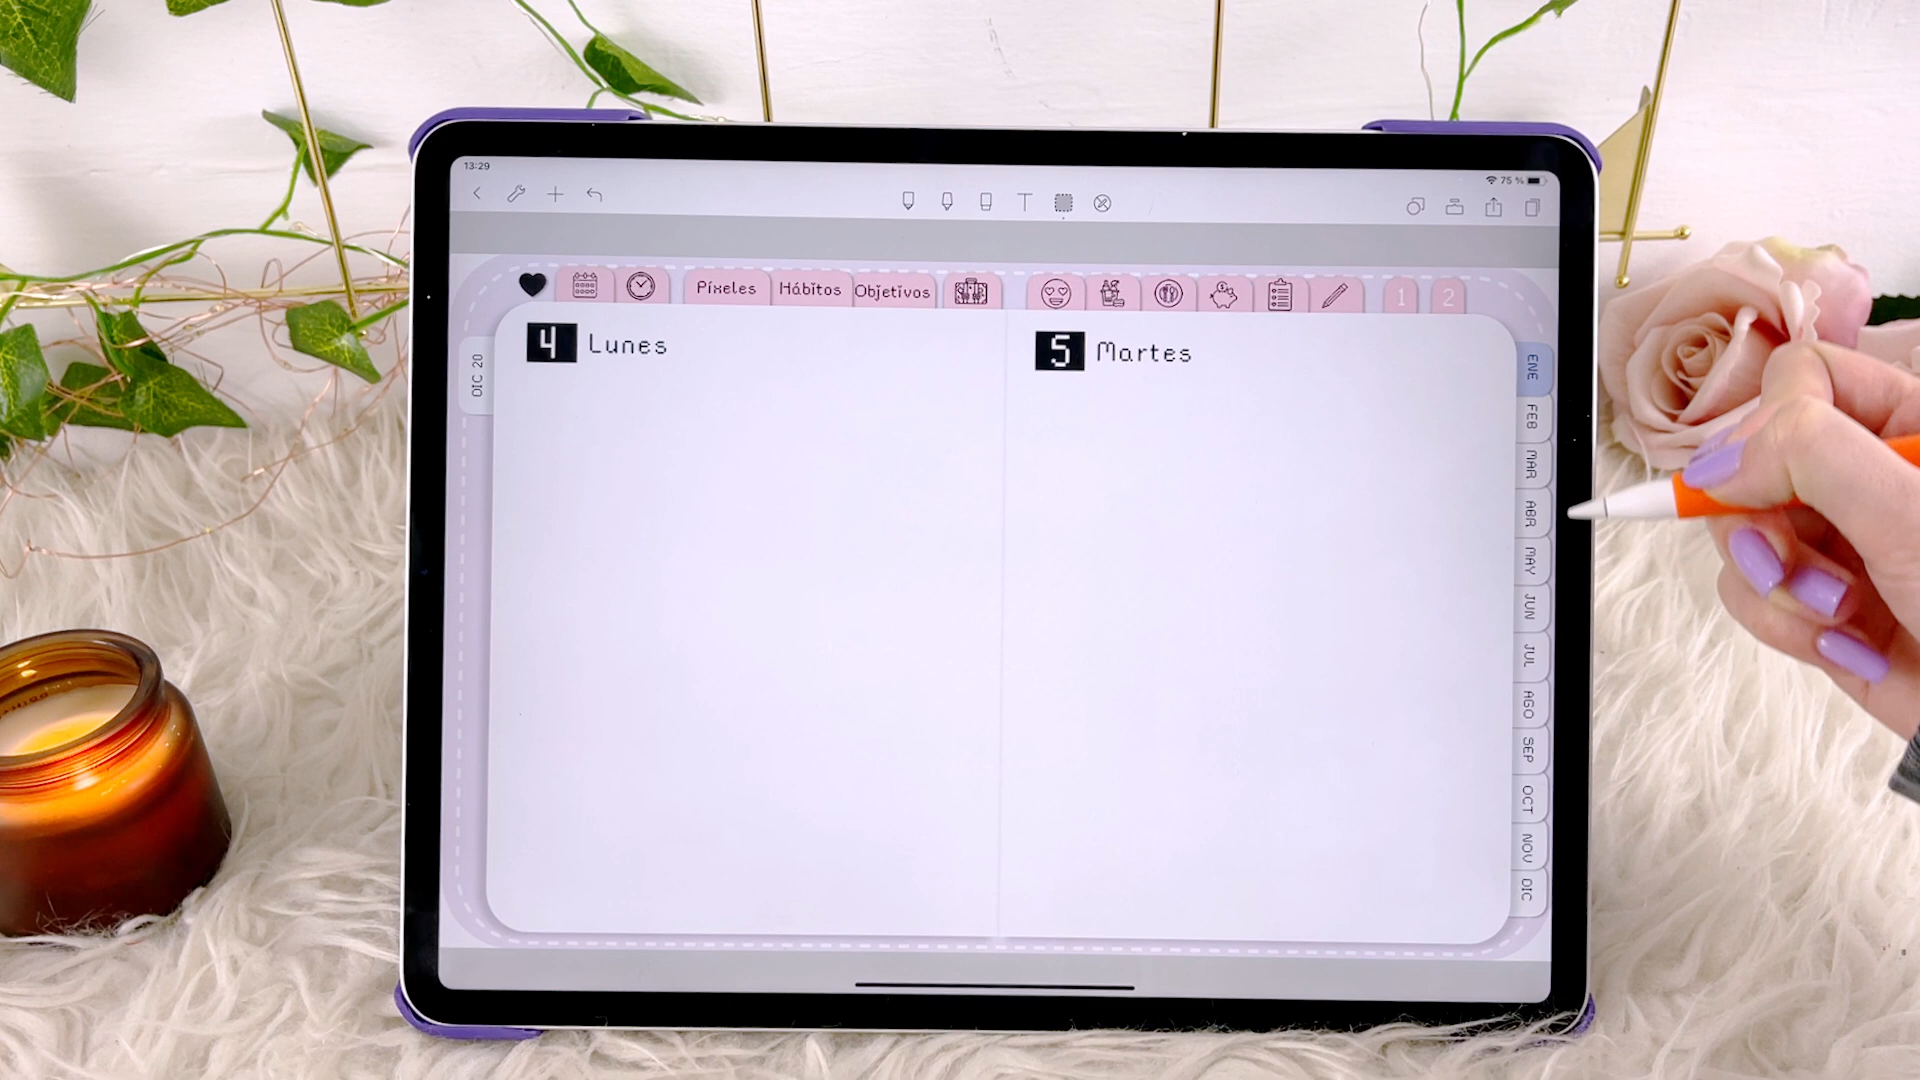 13:29
75 %
Píxeles
Hábitos
Objetivos
1
2
4 Lunes
5 Martes
DIC 20
ENE
FEB
MAR
ABR
MAY
JUN
JUL
AGO
SEP
OCT
NOV
DIC